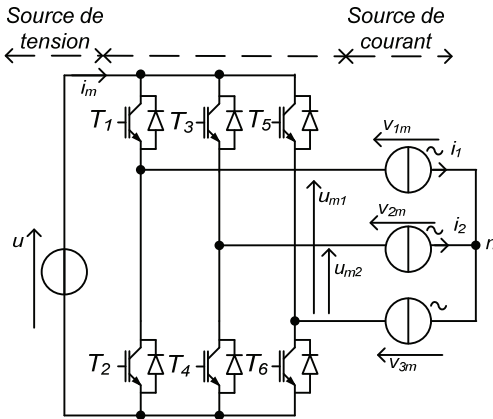 Source de
tension
Source de
courant
i_m
T_1
T_3
T_5
v_1m
i_1
u_m1
v_2m
i_2
n
u
u_m2
T_2
T_4
T_6
v_3m